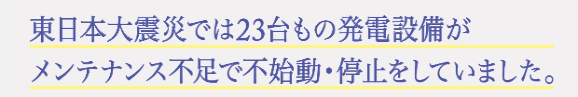 東日本大震災では23台もの発電設備が
メンテナンス不足で不始動・停止をしていました。